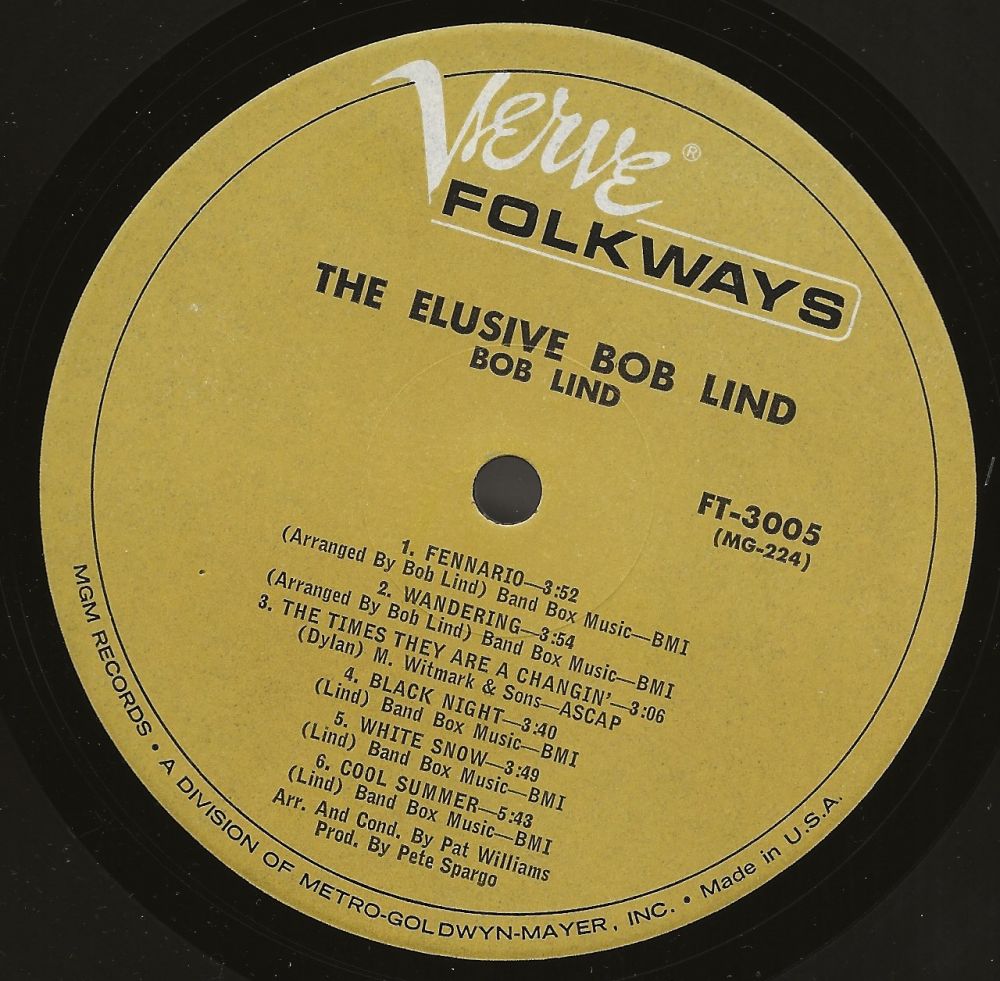 Verve ®
FOLKWAYS
THE ELUSIVE BOB LIND
BOB LIND
FT-3005
(MG-224)
1. FENNARIO—3:52
(Arranged By Bob Lind) Band Box Music—BMI
2. WANDERING—3:54
(Arranged By Bob Lind) Band Box Music—BMI
3. THE TIMES THEY ARE A CHANGIN'—3:06
(Dylan) M. Witmark & Sons—ASCAP
4. BLACK NIGHT—3:40
(Lind) Band Box Music—BMI
5. WHITE SNOW—3:49
(Lind) Band Box Music—BMI
6. COOL SUMMER—5:43
(Lind) Band Box Music—BMI
Arr. And Cond. By Pat Williams
Prod. By Pete Spargo
MGM RECORDS • A DIVISION OF METRO-GOLDWYN-MAYER, INC. • Made in U.S.A.